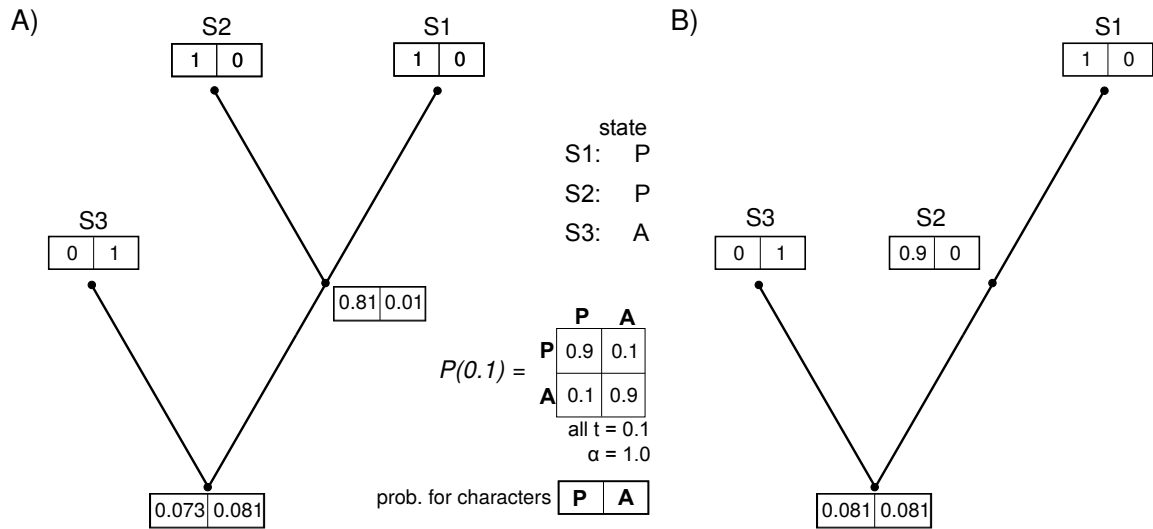 A)
S2
1 0
S1
1 0
S3
0 1
0.81 0.01
0.073 0.081
state
S1: P
S2: P
S3: A
P A
P(0.1) =
P 0.9 0.1
A 0.1 0.9
all t = 0.1
α = 1.0
prob. for characters P A
B)
S1
1 0
S3
0 1
S2
0.9 0
0.081 0.081